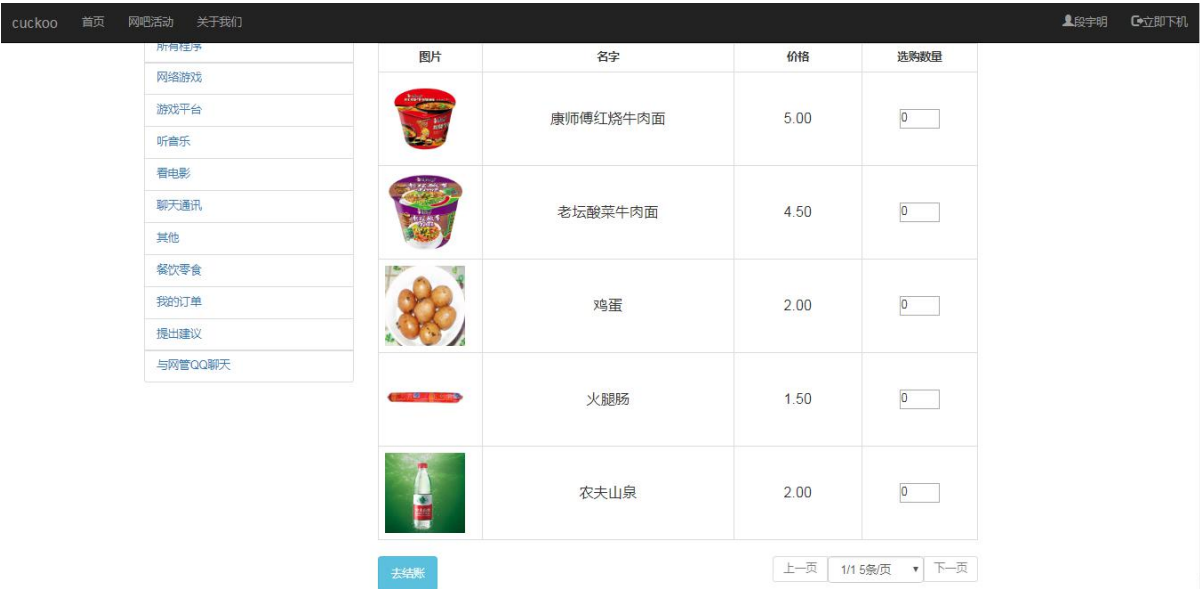 cuckoo 首页 网吧活动 关于我们 段宇明 立即下机
所有程序
网络游戏
游戏平台
听音乐
看电影
聊天通讯
其他
餐饮零食
我的订单
提出建议
与网管QQ聊天
图片 名字 价格 选购数量
康师傅红烧牛肉面 5.00 0
老坛酸菜牛肉面 4.50 0
鸡蛋 2.00 0
火腿肠 1.50 0
农夫山泉 2.00 0
去结账 上一页 1/1 5条/页 下一页